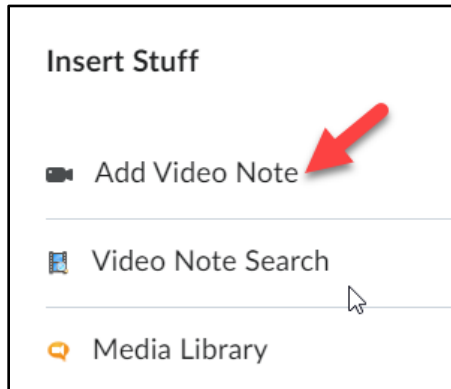 Insert Stuff
Add Video Note
Video Note Search
Media Library